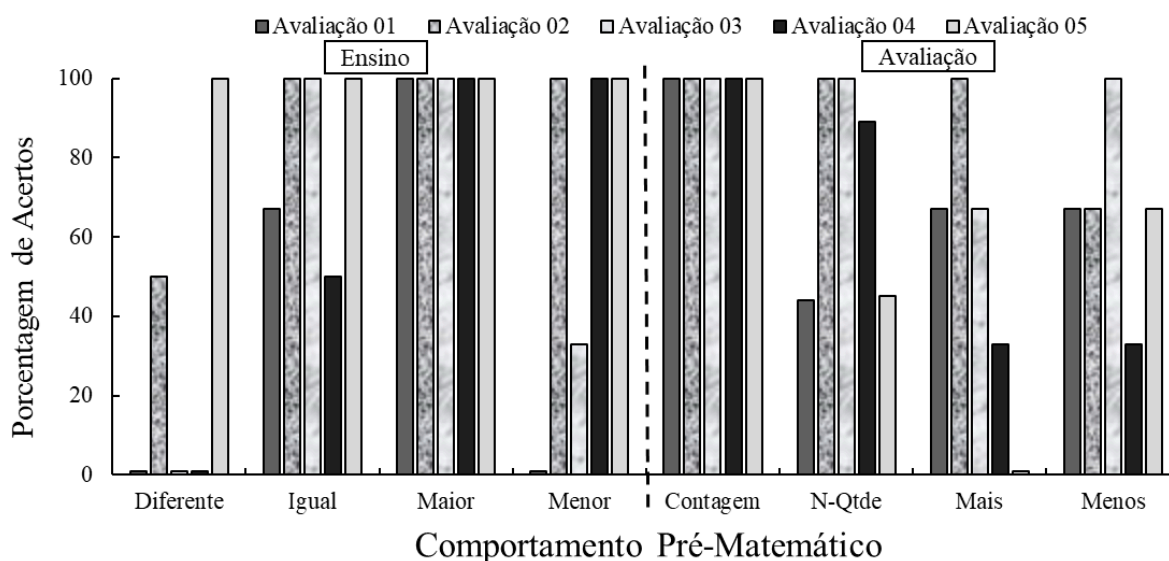 Avaliação 01 Avaliação 02 Avaliação 03 Avaliação 04 Avaliação 05
Ensino Avaliação
100
80
60
40
20
0
Porcentagem de Acertos
Diferente Igual Maior Menor Contagem N-Qtde Mais Menos
Comportamento Pré-Matemático